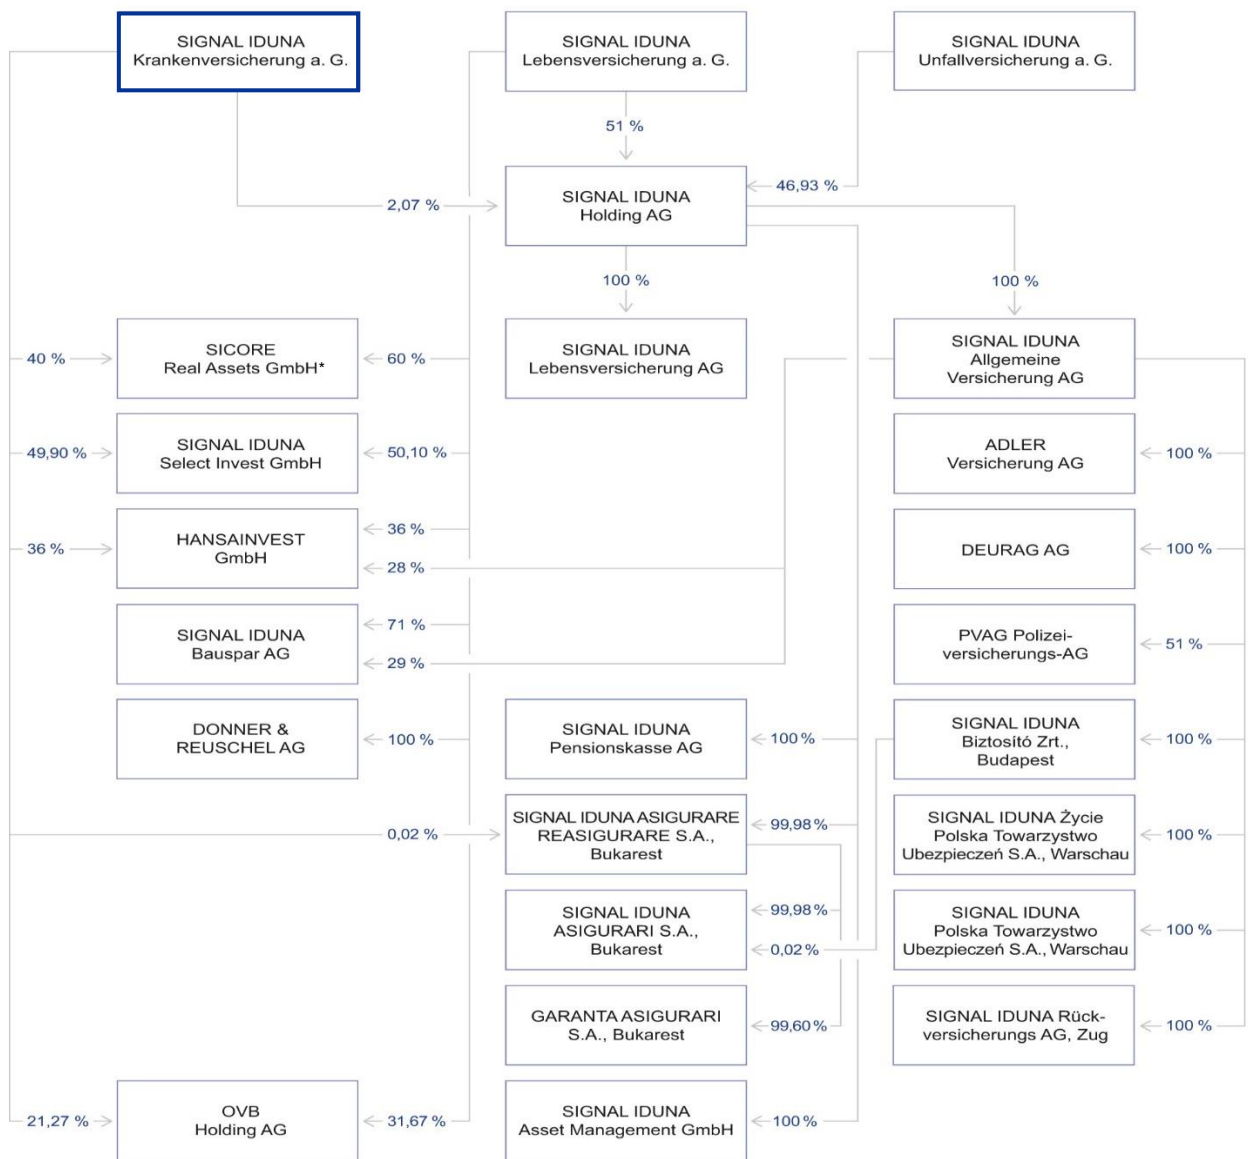 SIGNAL IDUNA
Krankenversicherung a. G.
SIGNAL IDUNA
Lebensversicherung a. G.
SIGNAL IDUNA
Unfallversicherung a. G.
51 %
46,93 %
SIGNAL IDUNA
Holding AG
2,07 %
100 %
100 %
40 %
SICORE
Real Assets GmbH*
60 %
SIGNAL IDUNA
Lebensversicherung AG
SIGNAL IDUNA
Allgemeine
Versicherung AG
49,90 %
SIGNAL IDUNA
Select Invest GmbH
50,10 %
ADLER
Versicherung AG
100 %
36 %
HANSAINVEST
GmbH
36 %
28 %
DEURAG AG
100 %
SIGNAL IDUNA
Bauspar AG
71 %
29 %
PVAG Polizei-
versicherungs-AG
51 %
DONNER &
REUSCHEL AG
100 %
SIGNAL IDUNA
Pensionskasse AG
100 %
SIGNAL IDUNA
Biztosító Zrt.,
Budapest
100 %
0,02 %
SIGNAL IDUNA ASIGURARE
REASIGURARE S.A.,
Bukarest
99,98 %
SIGNAL IDUNA Życie
Polska Towarzystwo
Ubezpieczeń S.A., Warschau
100 %
SIGNAL IDUNA
ASIGURARI S.A.,
Bukarest
99,98 %
0,02 %
SIGNAL IDUNA
Polska Towarzystwo
Ubezpieczeń S.A., Warschau
100 %
GARANTA ASIGURARI
S.A., Bukarest
99,60 %
SIGNAL IDUNA Rück-
versicherungs AG, Zug
100 %
21,27 %
OVB
Holding AG
31,67 %
SIGNAL IDUNA
Asset Management GmbH
100 %